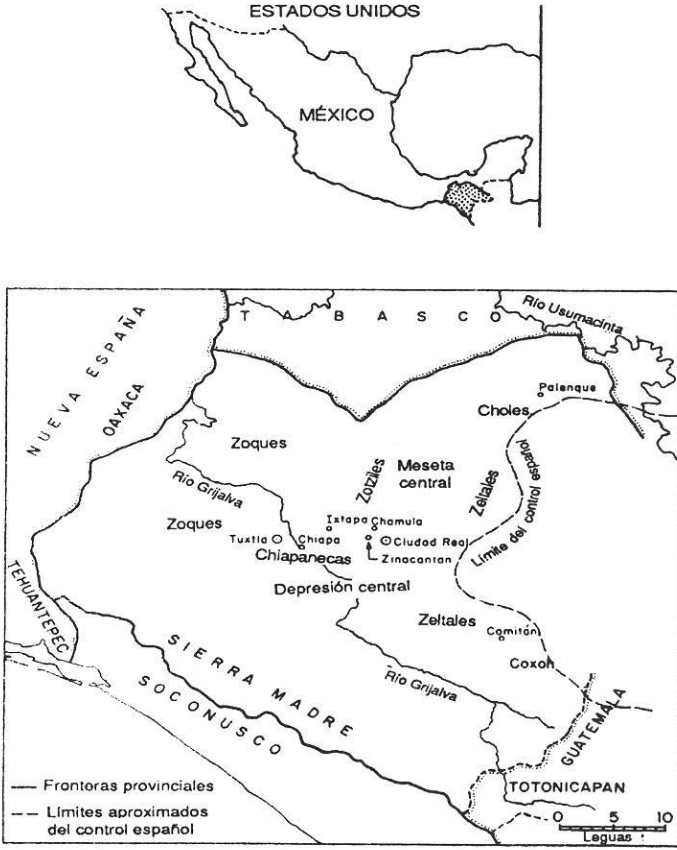 ESTADOS UNIDOS
MÉXICO
TABASCO
Río Usumacinta
NUEVA ESPAÑA
OAXACA
Palenque
Choles
Zoques
Meseta
central
Zotziles
Zeltales
Límite del control español
Río Grijalva
Zoques
Ixtapa
Chamula
Tuxtla
Chiapa
Ciudad Real
Chiapanecas
Zinacantan
Depresión central
TEHUANTEPEC
Zeltales
Comitán
Coxoh
SIERRA MADRE
Río Grijalva
SOCONUSCO
GUATEMALA
TOTONICAPAN
Frontoras provinciales
Límites aproximados
del control español
0 5 10
Leguas